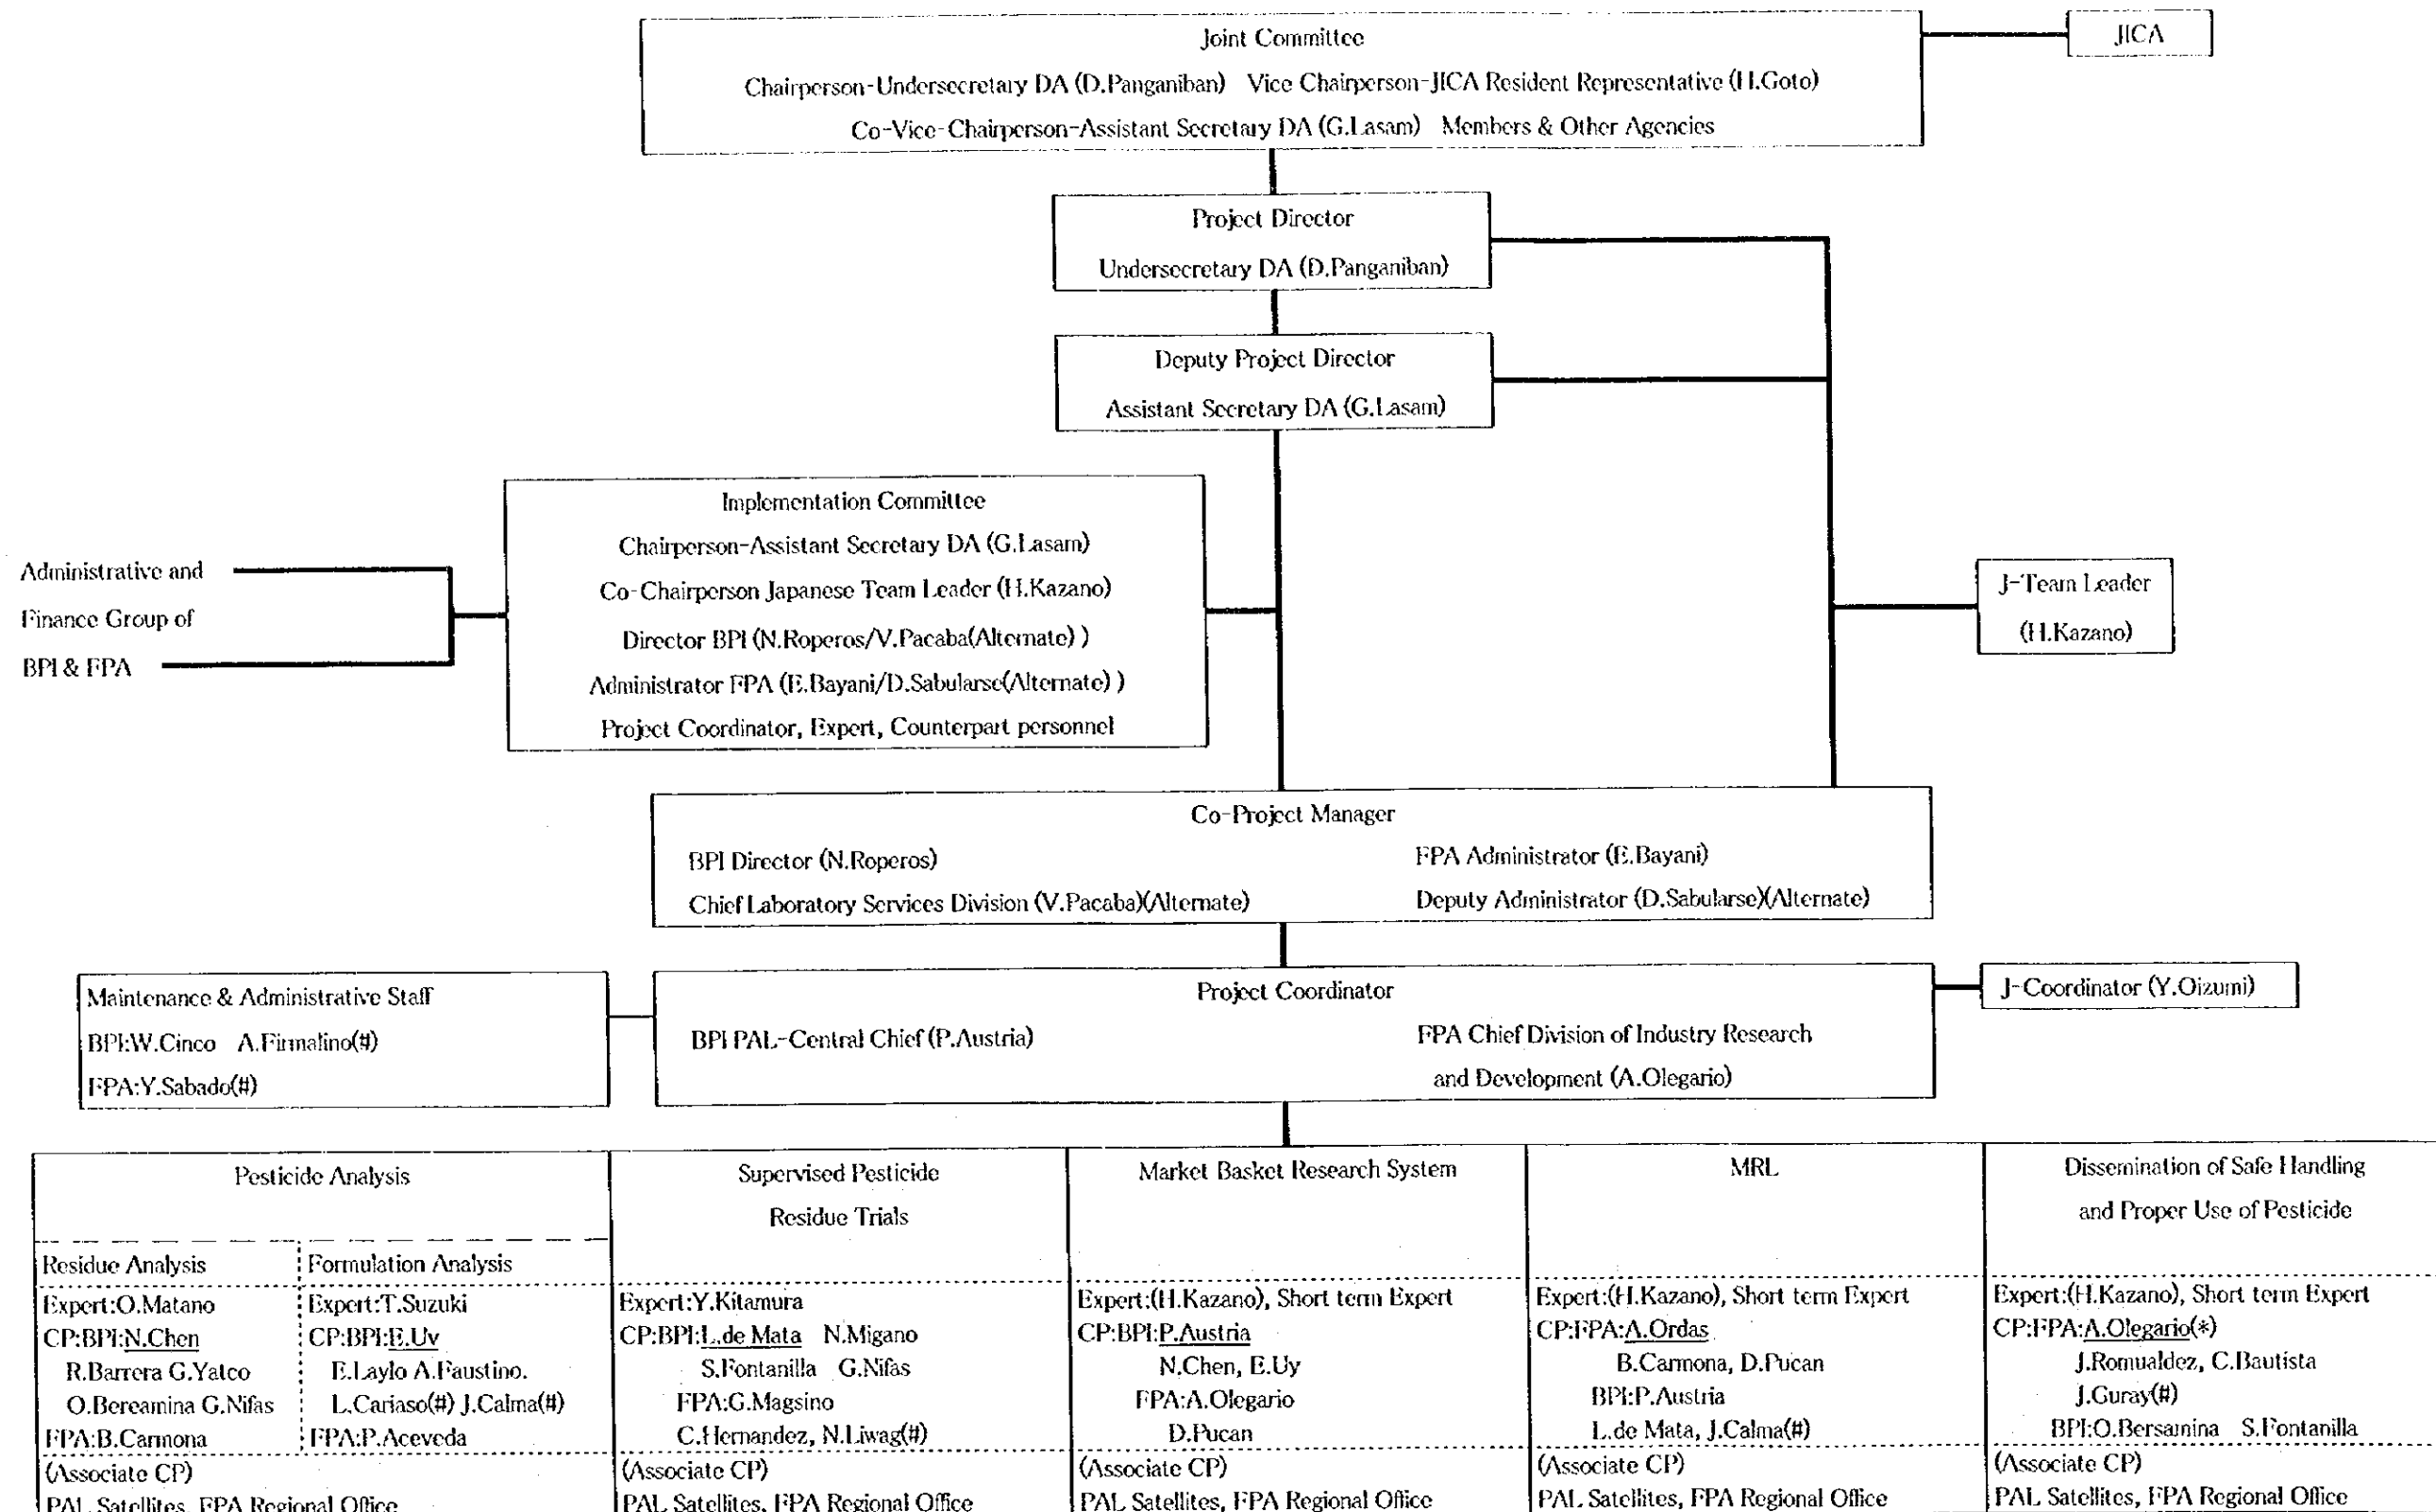 Joint Committee
Chairperson-Undersecretary DA (D.Panganiban) Vice Chairperson-JICA Resident Representative (H.Goto)
Co-Vice-Chairperson-Assistant Secretary DA (G.Lasam) Members & Other Agencies
JICA
Project Director
Undersecretary DA (D.Panganiban)
Deputy Project Director
Assistant Secretary DA (G.Lasam)
Implementation Committee
Chairperson-Assistant Secretary DA (G.Lasam)
Co-Chairperson Japanese Team Leader (H.Kazano)
Director BPI (N.Roperos/V.Pacaba(Alternate) )
Administrator FPA (E.Bayani/D.Sabularse(Alternate) )
Project Coordinator, Expert, Counterpart personnel
Administrative and
Finance Group of
BPI & FPA
J-Team Leader
(H.Kazano)
Co-Project Manager
BPI Director (N.Roperos)
Chief Laboratory Services Division (V.Pacaba)(Alternate)
FPA Administrator (E.Bayani)
Deputy Administrator (D.Sabularse)(Alternate)
Maintenance & Administrative Staff
BPI:W.Cinco A.Firmalino(#)
FPA:Y.Sabado(#)
Project Coordinator
BPI PAL-Central Chief (P.Austria)
FPA Chief Division of Industry Research
and Development (A.Olegario)
J-Coordinator (Y.Oizumi)
Pesticide Analysis
Residue Analysis
Expert:O.Matano
CP:BPI:N.Chen
R.Barrera G.Yatco
O.Bereamina G.Nifas
FPA:B.Carmona
Formulation Analysis
Expert:T.Suzuki
CP:BPI:E.Uv
E.Laylo A.Faustino.
L.Cariaso(#) J.Calma(#)
FPA:P.Aceveda
(Associate CP)
PAL Satellites, FPA Regional Office
Supervised Pesticide
Residue Trials
Expert:Y.Kitamura
CP:BPI:L.de Mata N.Migano
S.Fontanilla G.Nifas
FPA:G.Magsino
C.Hernandez, N.Liwag(#)
(Associate CP)
PAL Satellites, FPA Regional Office
Market Basket Research System
Expert:(H.Kazano), Short term Expert
CP:BPI:P.Austria
N.Chen, E.Uy
FPA:A.Olegario
D.Pucan
(Associate CP)
PAL Satellites, FPA Regional Office
MRL
Expert:(H.Kazano), Short term Expert
CP:FPA:A.Ordas
B.Carmona, D.Pucan
BPI:P.Austria
L.de Mata, J.Calma(#)
(Associate CP)
PAL Satellites, FPA Regional Office
Dissemination of Safe Handling
and Proper Use of Pesticide
Expert:(H.Kazano), Short term Expert
CP:FPA:A.Olegario(*)
J.Romualdez, C.Bautista
J.Guray(#)
BPI:O.Bersamina S.Fontanilla
(Associate CP)
PAL Satellites, FPA Regional Office